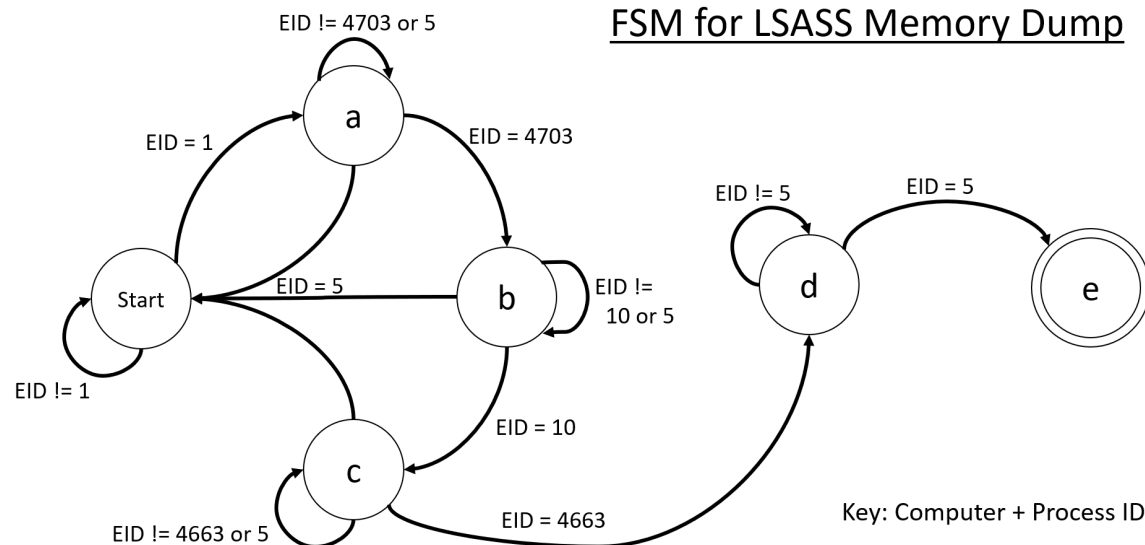 FSM for LSASS Memory Dump
EID != 4703 or 5
a
EID = 1
EID = 4703
EID != 5
EID = 5
Start
EID = 5
b
EID !=
10 or 5
d
e
EID != 1
EID = 10
c
EID != 4663 or 5
EID = 4663
Key: Computer + Process ID